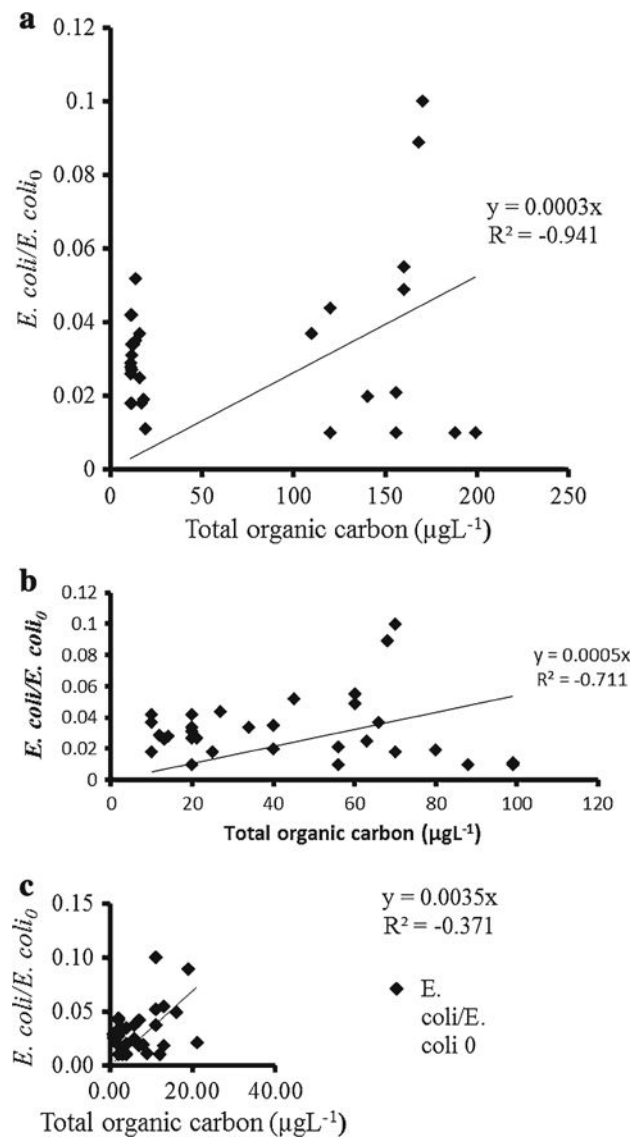 a
0.12
0.1
0.08
0.06
0.04
0.02
0
E. coli/E. coli0
y = 0.0003x
R² = -0.941
0 50 100 150 200 250
Total organic carbon (µgL-1)
b
0.12
0.1
0.08
0.06
0.04
0.02
0
E. coli/E. coli0
y = 0.0005x
R² = -0.711
0 20 40 60 80 100 120
Total organic carbon (µgL-1)
c
0.15
0.10
0.05
0.00
E. coli/E. coli0
y = 0.0035x
R² = -0.371
E.
coli/E.
coli 0
0.00 20.00 40.00
Total organic carbon (µgL-1)